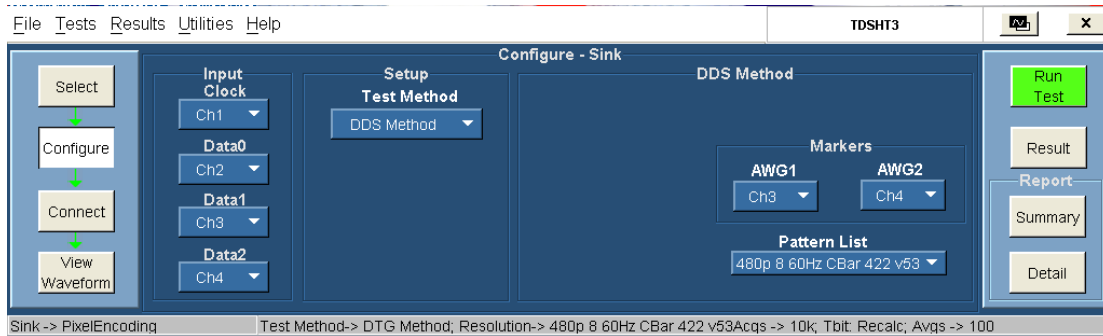 File Tests Results Utilities Help TDSHT3 x
Configure - Sink
Select
Configure
Connect
View
Waveform
Input
Clock
Ch1
Data0
Ch2
Data1
Ch3
Data2
Ch4
Setup
Test Method
DDS Method
DDS Method
Markers
AWG1 AWG2
Ch3 Ch4
Pattern List
480p 8 60Hz CBar 422 v53
Run
Test
Result
Report
Summary
Detail
Sink -> PixelEncoding Test Method-> DTG Method; Resolution-> 480p 8 60Hz CBar 422 v53Acqs -> 10k; Tbit: Recalc; Avgs -> 100